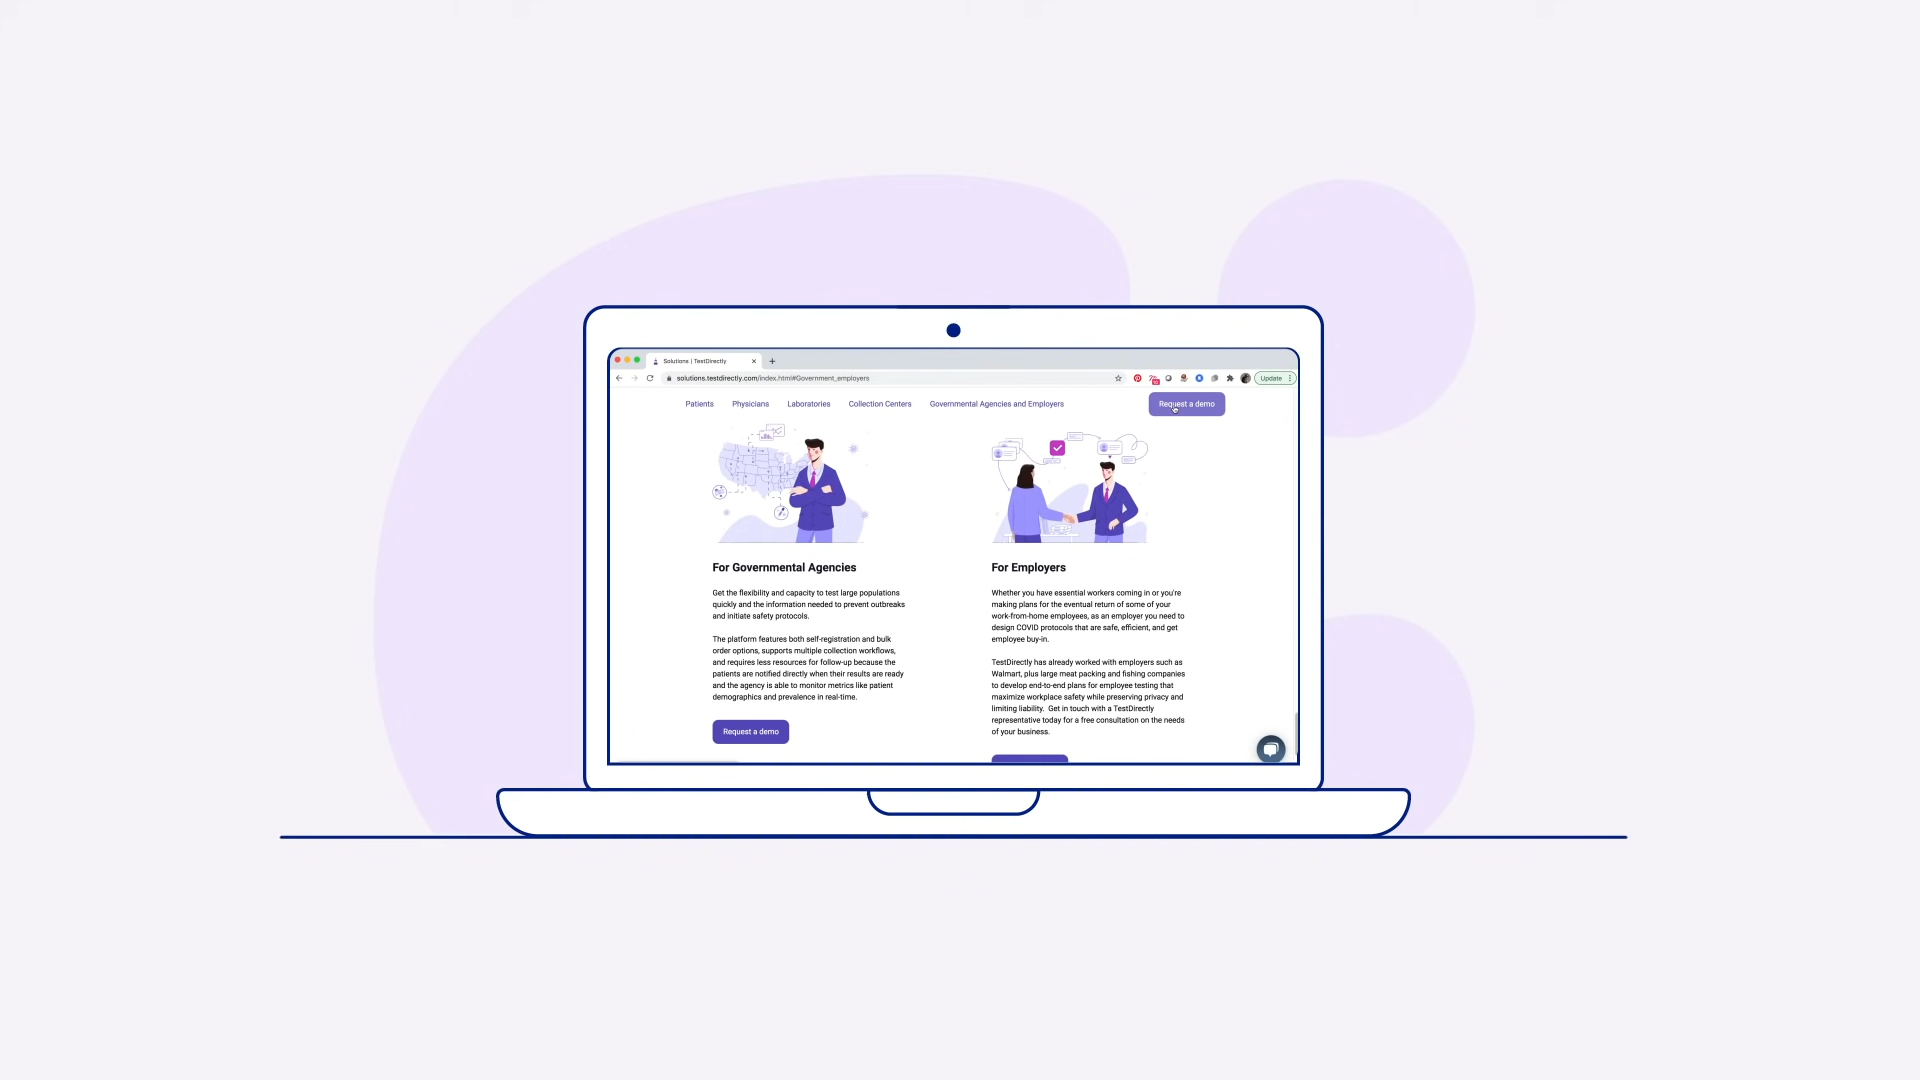 Solutions | TestDirectly
solutions.testdirectly.com/index.html#Government_employers
Update
Patients
Physicians
Laboratories
Collection Centers
Governmental Agencies and Employers
Request a demo
For Governmental Agencies
Get the flexibility and capacity to test large populations
quickly and the information needed to prevent outbreaks
and initiate safety protocols.
The platform features both self-registration and bulk
order options, supports multiple collection workflows,
and requires less resources for follow-up because the
patients are notified directly when their results are ready
and the agency is able to monitor metrics like patient
demographics and prevalence in real-time.
Request a demo
For Employers
Whether you have essential workers coming in or you're
making plans for the eventual return of some of your
work-from-home employees, as an employer you need to
design COVID protocols that are safe, efficient, and get
employee buy-in.
TestDirectly has already worked with employers such as
Walmart, plus large meat packing and fishing companies
to develop end-to-end plans for employee testing that
maximize workplace safety while preserving privacy and
limiting liability. Get in touch with a TestDirectly
representative today for a free consultation on the needs
of your business.